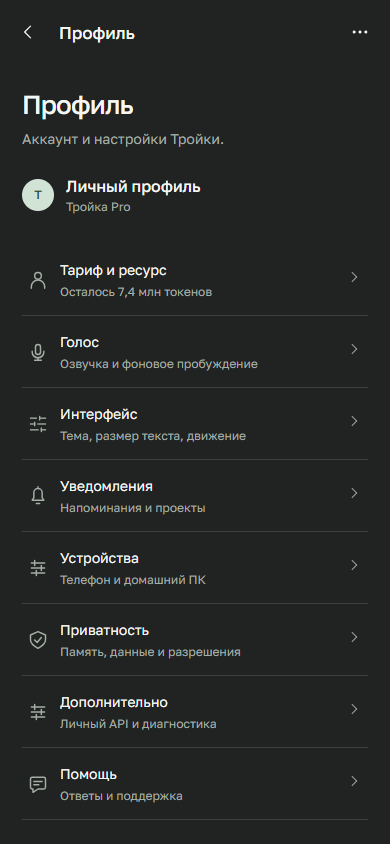 Профиль
Профиль
Аккаунт и настройки Тройки.
Т
Личный профиль
Тройка Pro
Тариф и ресурс
Осталось 7,4 млн токенов
Голос
Озвучка и фоновое пробуждение
Интерфейс
Тема, размер текста, движение
Уведомления
Напоминания и проекты
Устройства
Телефон и домашний ПК
Приватность
Память, данные и разрешения
Дополнительно
Личный API и диагностика
Помощь
Ответы и поддержка